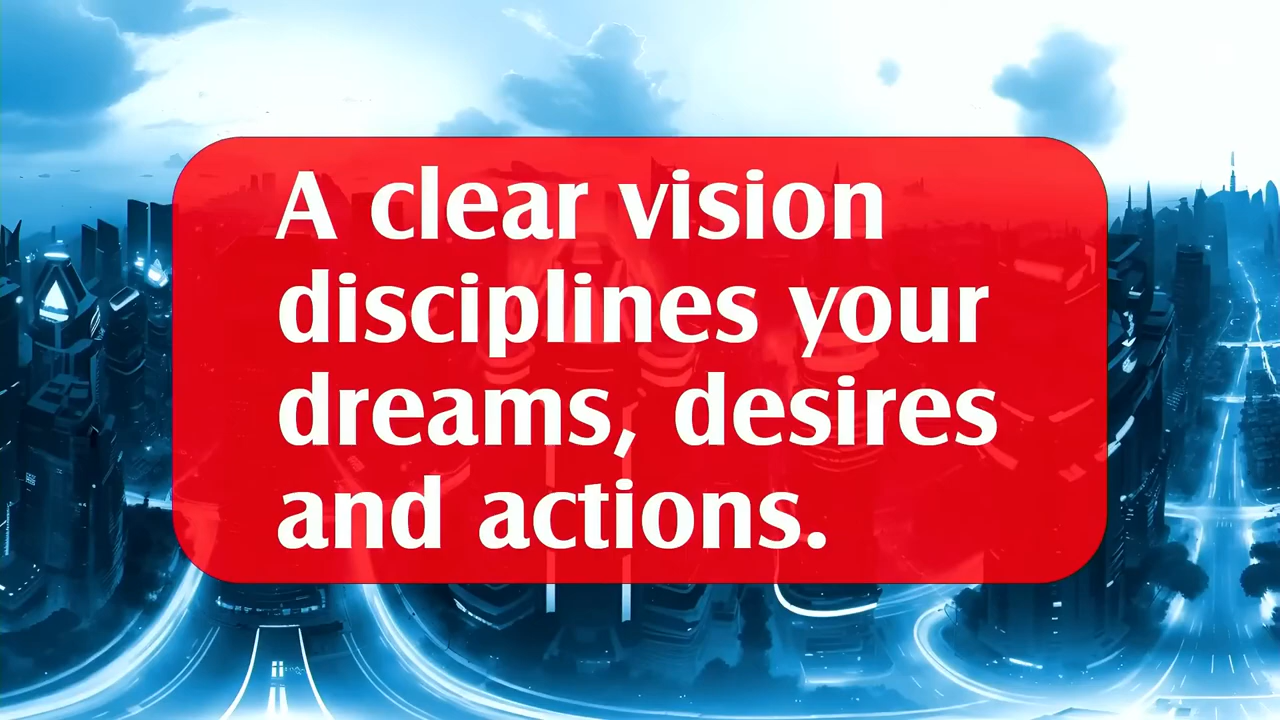 A clear vision
disciplines your
dreams, desires
and actions.